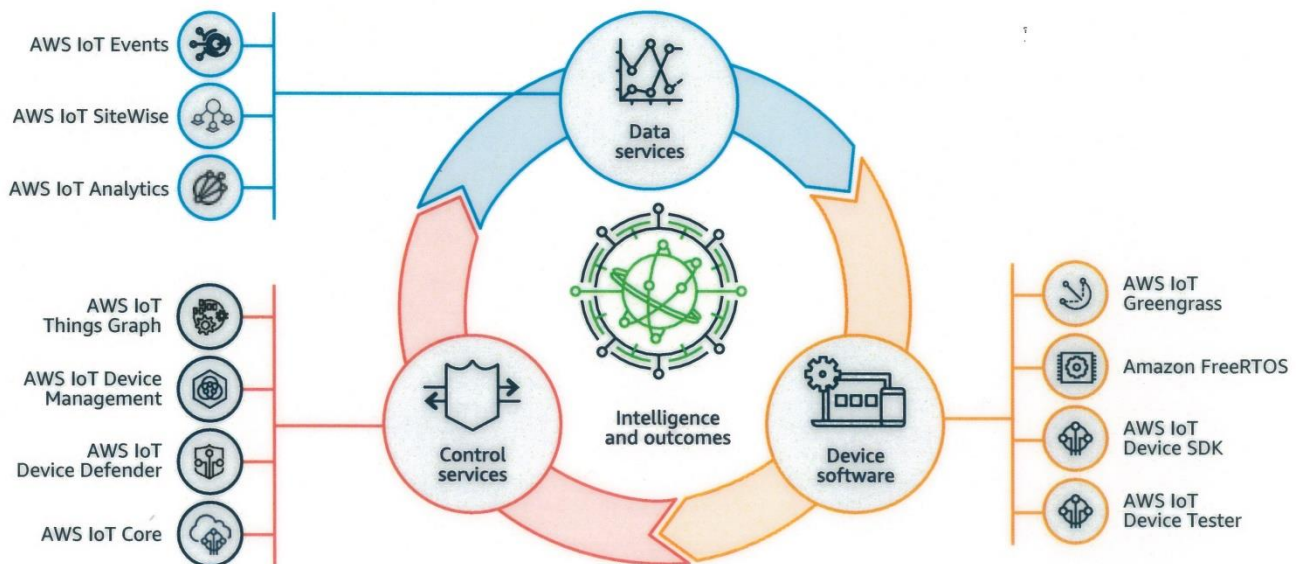 AWS IoT Events
AWS IoT SiteWise
AWS IoT Analytics
Data
services
AWS IoT
Things Graph
AWS IoT Device
Management
AWS IoT
Device Defender
AWS IoT Core
Control
services
Intelligence
and outcomes
Device
software
AWS IoT
Greengrass
Amazon FreeRTOS
AWS IoT
Device SDK
AWS IoT
Device Tester